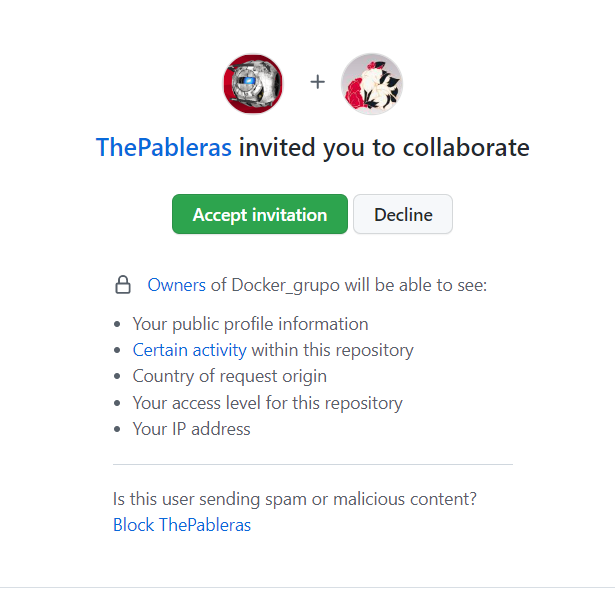 ThePableras invited you to collaborate
Accept invitation
Decline
Owners of Docker_grupo will be able to see:
Your public profile information
Certain activity within this repository
Country of request origin
Your access level for this repository
Your IP address
Is this user sending spam or malicious content?
Block ThePableras